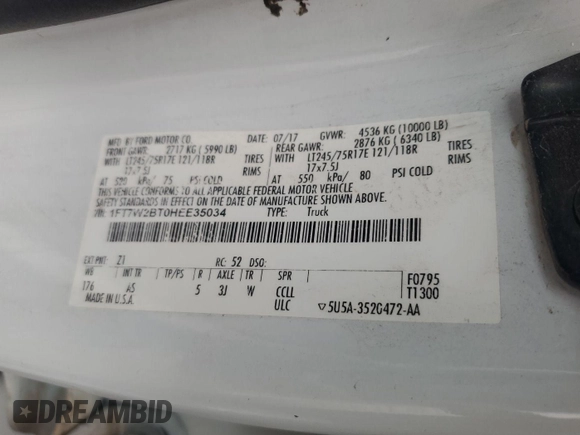 MFD. BY FORD MOTOR CO. DATE: 07/17 GVWR: 4536 KG (10000 LB)
FRONT GAWR: 2717 KG (5990 LB) REAR GAWR: 2876 KG (6340 LB)
WITH LT245/75R17E 121/118R TIRES WITH LT245/75R17E 121/118R TIRES
17x7.5J RIMS 17x7.5J RIMS
AT 520 kPa/ 75 PSI COLD AT 550 kPa/ 80 PSI COLD
THIS VEHICLE CONFORMS TO ALL APPLICABLE FEDERAL MOTOR VEHICLE
SAFETY STANDARDS IN EFFECT ON THE DATE OF MANUFACTURE SHOWN ABOVE.
VIN: 1FT7W2BT0HEE35034 TYPE: Truck
EXT PNT: Z1 RC: 52 DSO:
WB INT TR TP/PS R AXLE TR SPR F0795
176 AS 5 3J W CCLL T1300
MADE IN U.S.A. ULC ▽5U5A-3520472-AA
DREAMBID